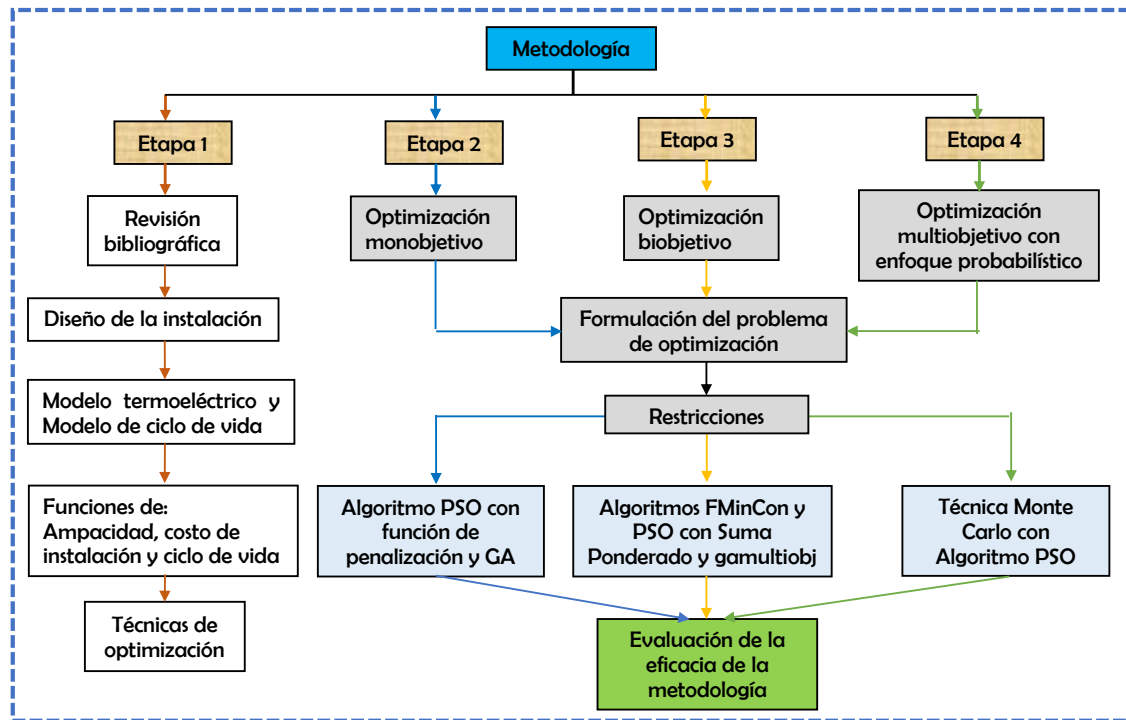 Metodología
Etapa 1
Etapa 2
Etapa 3
Etapa 4
Revisión
bibliográfica
Optimización
monobjetivo
Optimización
biobjetivo
Optimización
multiobjetivo con
enfoque probabilístico
Diseño de la instalación
Formulación del problema
de optimización
Modelo termoeléctrico y
Modelo de ciclo de vida
Restricciones
Funciones de:
Ampacidad, costo de
instalación y ciclo de vida
Algoritmo PSO con
función de
penalización y GA
Algoritmos FMinCon y
PSO con Suma
Ponderado y gamultiobj
Técnica Monte
Carlo con
Algoritmo PSO
Técnicas de
optimización
Evaluación de la
eficacia de la
metodología